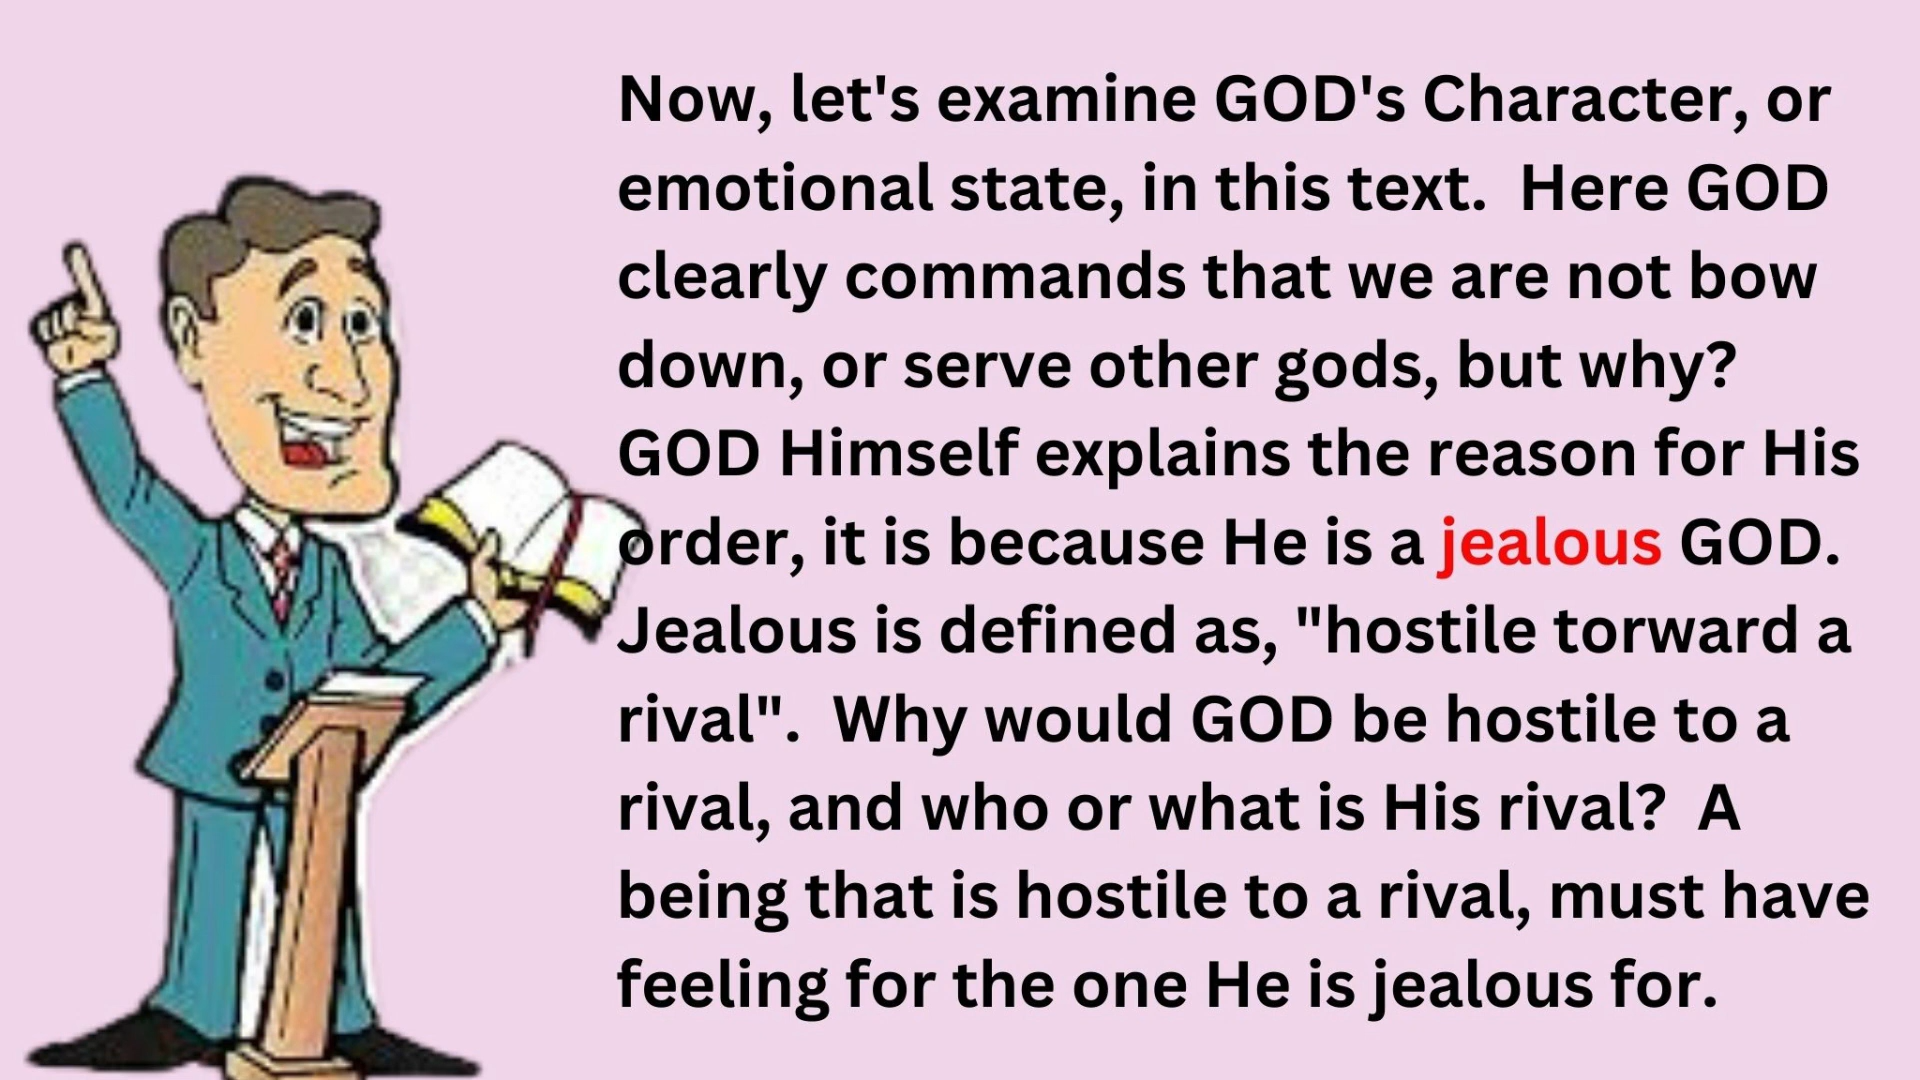 Now, let's examine GOD's Character, or
emotional state, in this text.  Here GOD
clearly commands that we are not bow
down, or serve other gods, but why?
GOD Himself explains the reason for His
order, it is because He is a jealous GOD.
Jealous is defined as, "hostile torward a
rival".  Why would GOD be hostile to a
rival, and who or what is His rival?  A
being that is hostile to a rival, must have
feeling for the one He is jealous for.